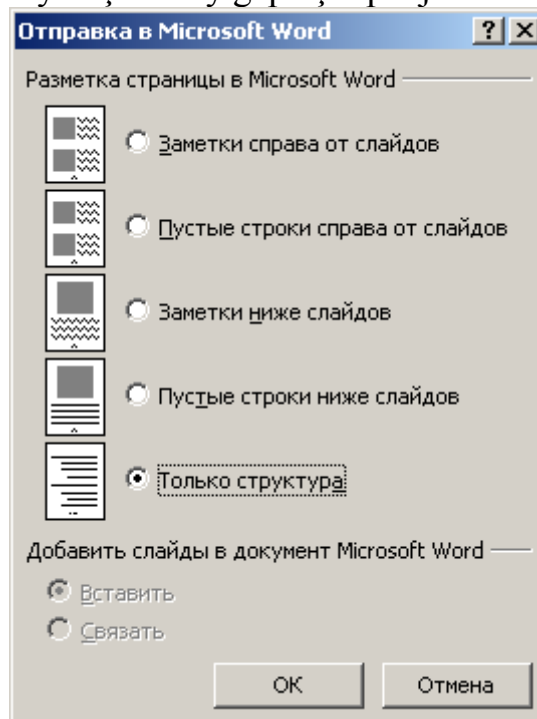 Отправка в Microsoft Word
Разметка страницы в Microsoft Word
Заметки справа от слайдов
Пустые строки справа от слайдов
Заметки ниже слайдов
Пустые строки ниже слайдов
Только структура
Добавить слайды в документ Microsoft Word
Вставить
Связать
ОК
Отмена